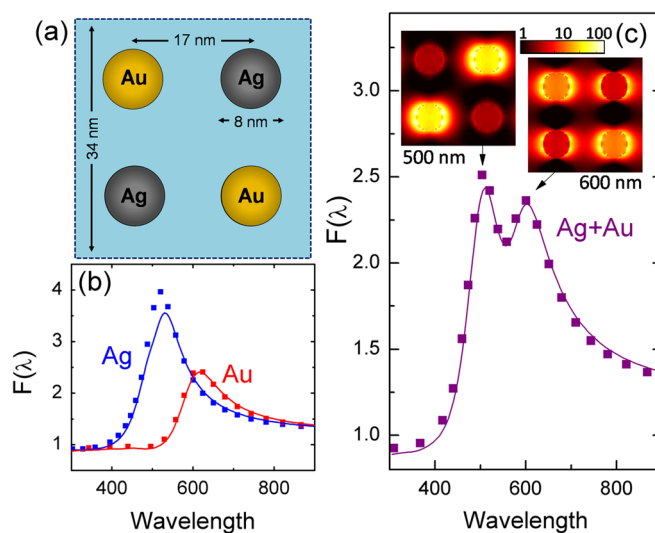 (a)
17 nm
Au
Ag
8 nm
34 nm
Ag
Au
(b)
4
3
2
1
F(λ)
Ag
Au
400
600
800
Wavelength
(c)
1
10
100
500 nm
600 nm
3.0
2.5
2.0
1.5
1.0
F(λ)
Ag+Au
400
600
800
Wavelength